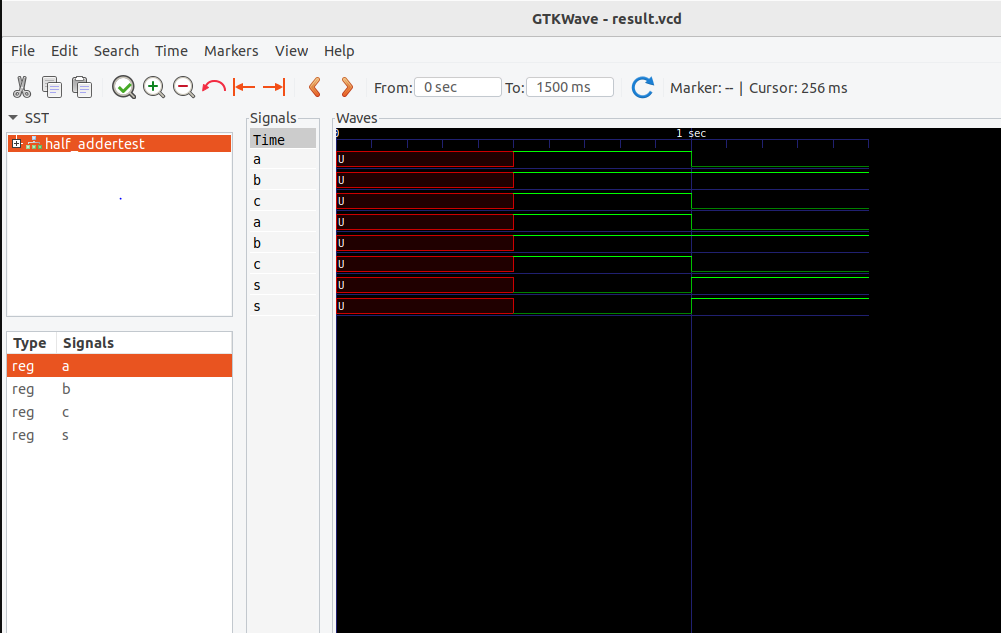 GTKWave - result.vcd
File Edit Search Time Markers View Help
From: 0 sec To: 1500 ms Marker: -- | Cursor: 256 ms
SST
half_addertest
Type Signals
reg a
reg b
reg c
reg s
Signals
Time
a
b
c
a
b
c
s
s
Waves
0 1 sec
U
U
U
U
U
U
U
U